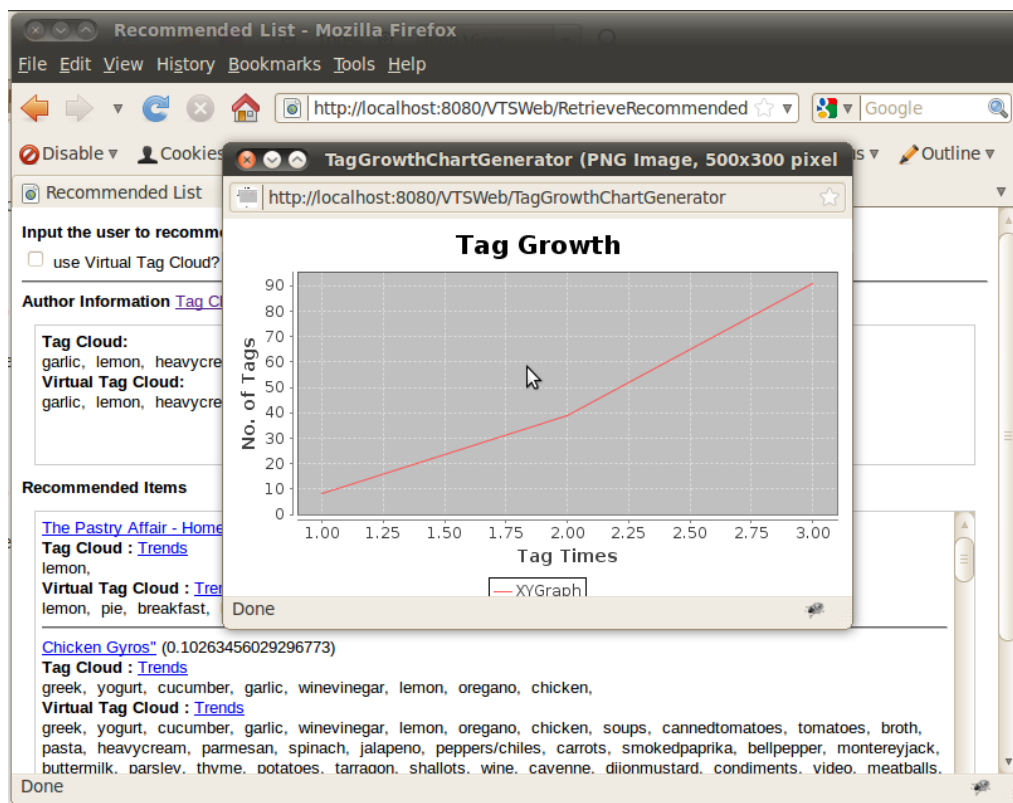 Recommended List - Mozilla Firefox
File Edit View History Bookmarks Tools Help
http://localhost:8080/VTSWeb/RetrieveRecommended
Google
Disable
Cookies
Outline
Recommended List
TagGrowthChartGenerator (PNG Image, 500x300 pixel
http://localhost:8080/VTSWeb/TagGrowthChartGenerator
Tag Growth
No. of Tags
90
80
70
60
50
40
30
20
10
0
1.00 1.25 1.50 1.75 2.00 2.25 2.50 2.75 3.00
Tag Times
XYGraph
Done
Input the user to recomm
use Virtual Tag Cloud?
Author Information Tag Cl
Tag Cloud:
garlic, lemon, heavycre
Virtual Tag Cloud:
garlic, lemon, heavycre
Recommended Items
The Pastry Affair - Home
Tag Cloud : Trends
lemon,
Virtual Tag Cloud : Tren
lemon, pie, breakfast,
Chicken Gyros" (0.10263456029296773)
Tag Cloud : Trends
greek, yogurt, cucumber, garlic, winevinegar, lemon, oregano, chicken,
Virtual Tag Cloud : Trends
greek, yogurt, cucumber, garlic, winevinegar, lemon, oregano, chicken, soups, cannedtomatoes, tomatoes, broth,
pasta, heavycream, parmesan, spinach, jalapeno, peppers/chiles, carrots, smokedpaprika, bellpepper, montereyjack,
buttermilk, parsley, thyme, potatoes, tarragon, shallots, wine, cayenne, dijonmustard, condiments, video, meatballs,
Done